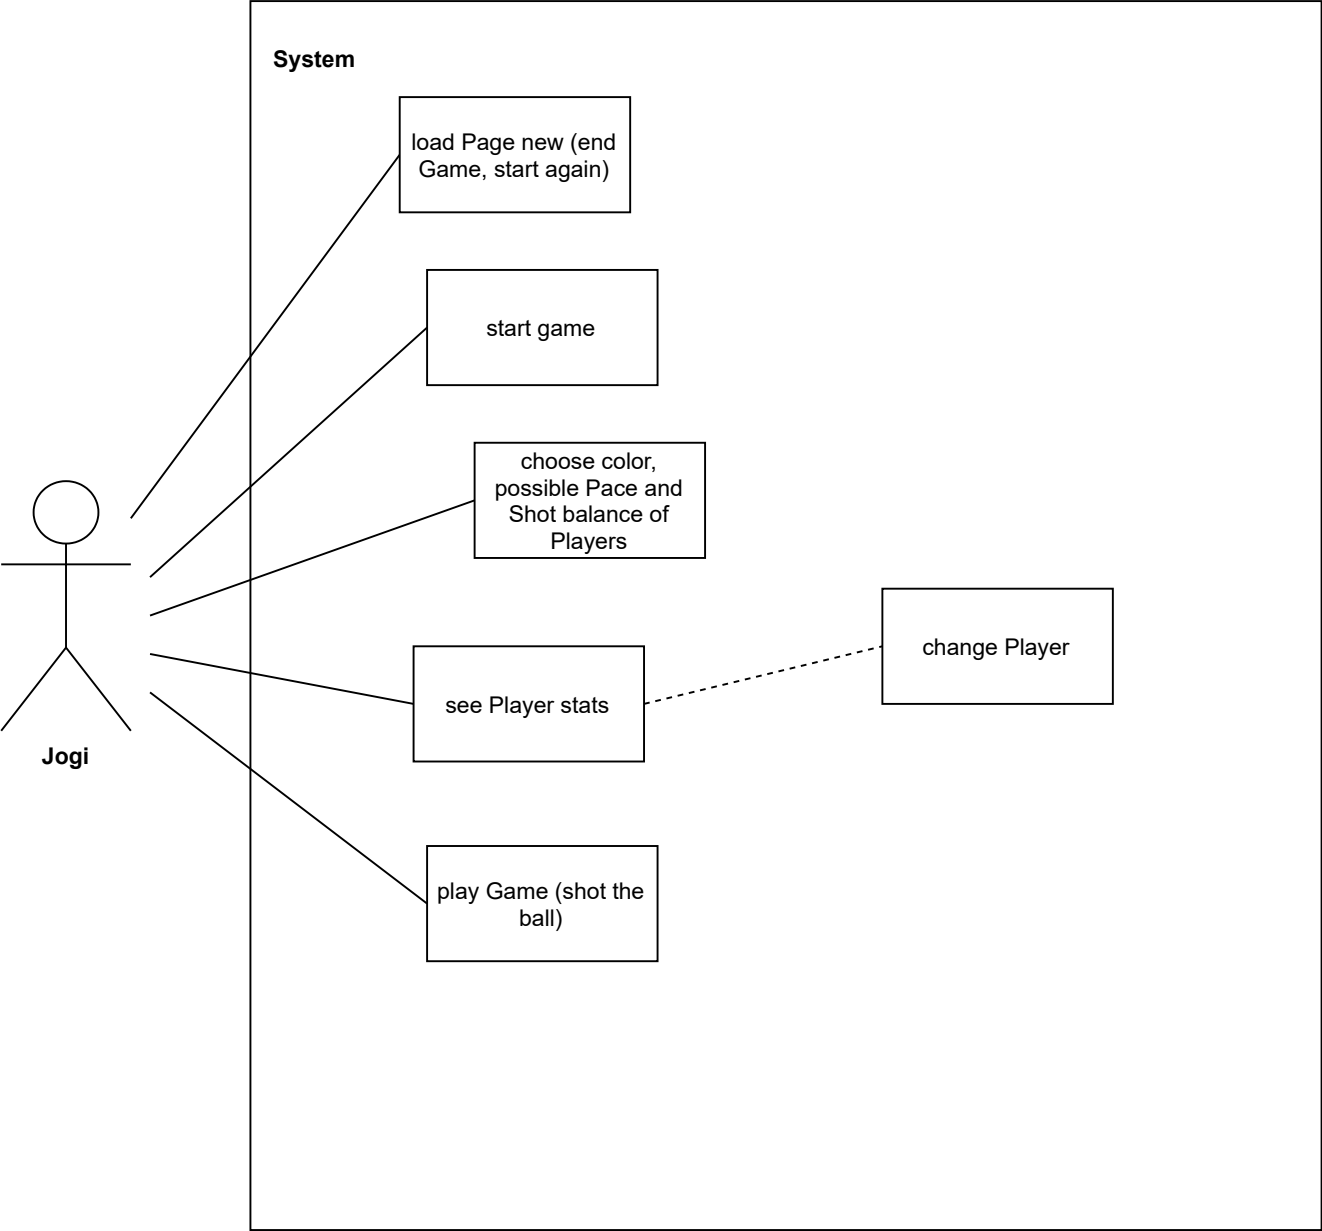 System
load Page new (end
Game, start again)
start game
choose color,
possible Pace and
Shot balance of
Players
change Player
see Player stats
Jogi
play Game (shot the
ball)